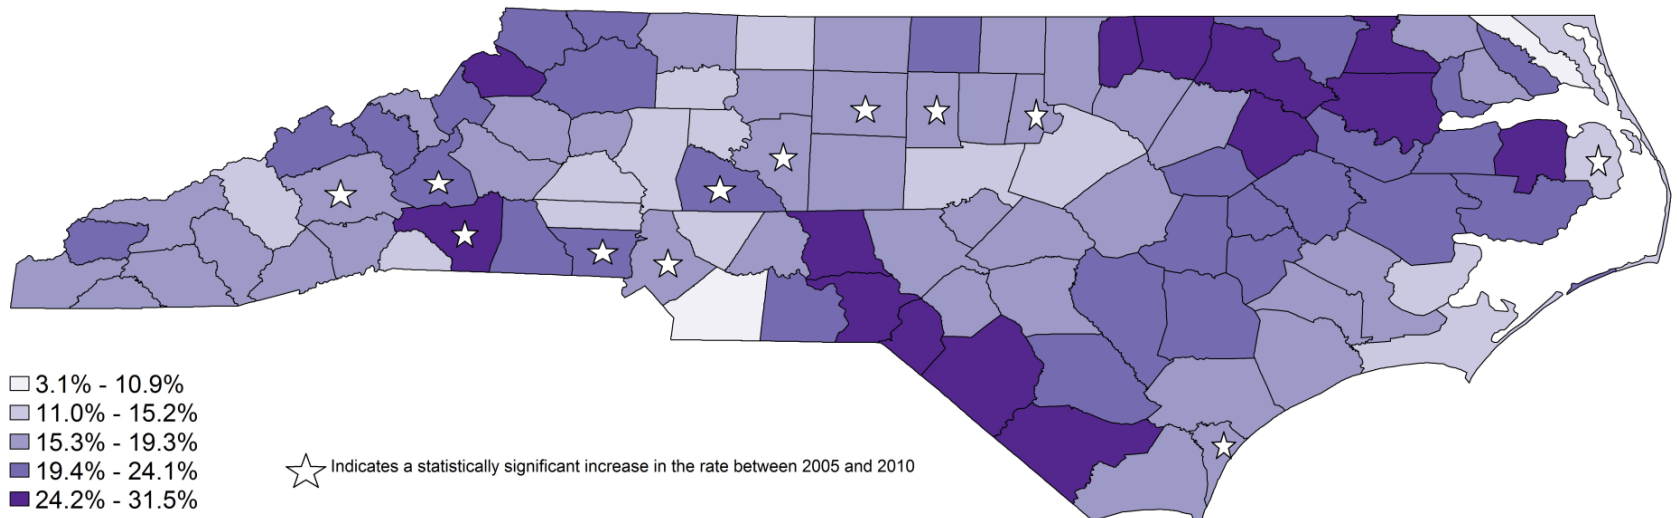 3.1% - 10.9%
11.0% - 15.2%
15.3% - 19.3%
19.4% - 24.1%
24.2% - 31.5%
Indicates a statistically significant increase in the rate between 2005 and 2010